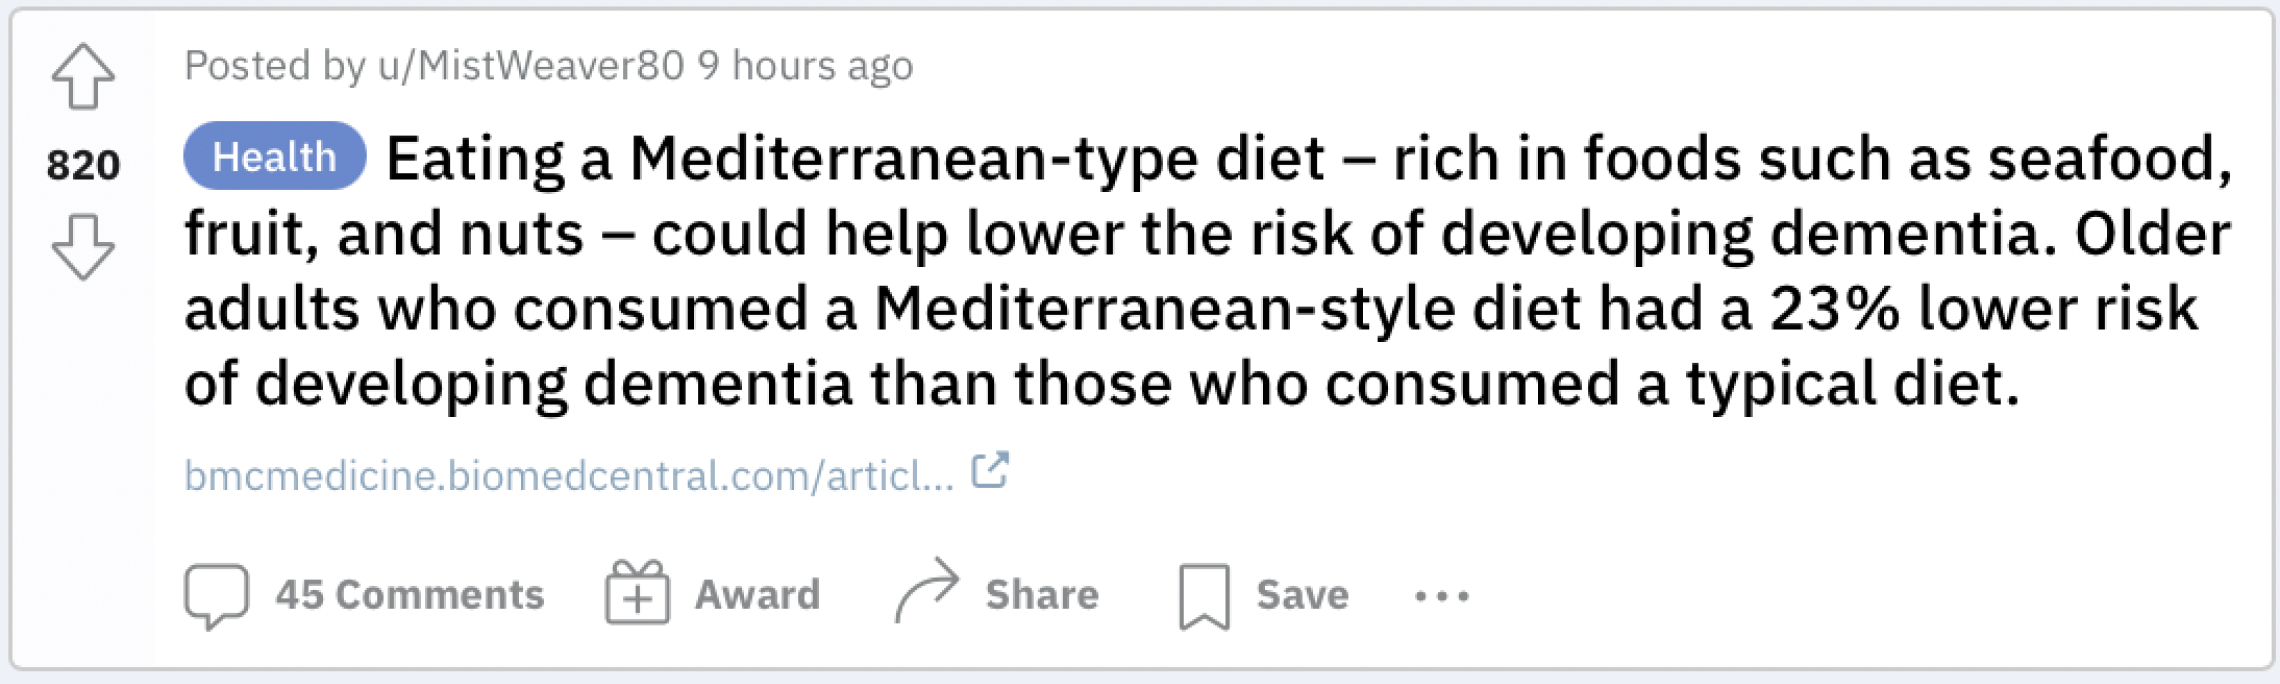 Posted by u/MistWeaver80 9 hours ago
820
Health Eating a Mediterranean-type diet – rich in foods such as seafood,
fruit, and nuts – could help lower the risk of developing dementia. Older
adults who consumed a Mediterranean-style diet had a 23% lower risk
of developing dementia than those who consumed a typical diet.
bmcmedicine.biomedcentral.com/articl...
45 Comments Award Share Save ...